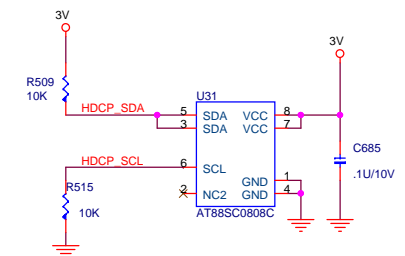 3V
3V
R509
10K
U31
HDCP_SDA
5 SDA VCC 8
3 SDA VCC 7
C685
HDCP_SCL
6 SCL
.1U/10V
GND 1
R515
2 NC2 GND 4
10K
AT88SC0808C